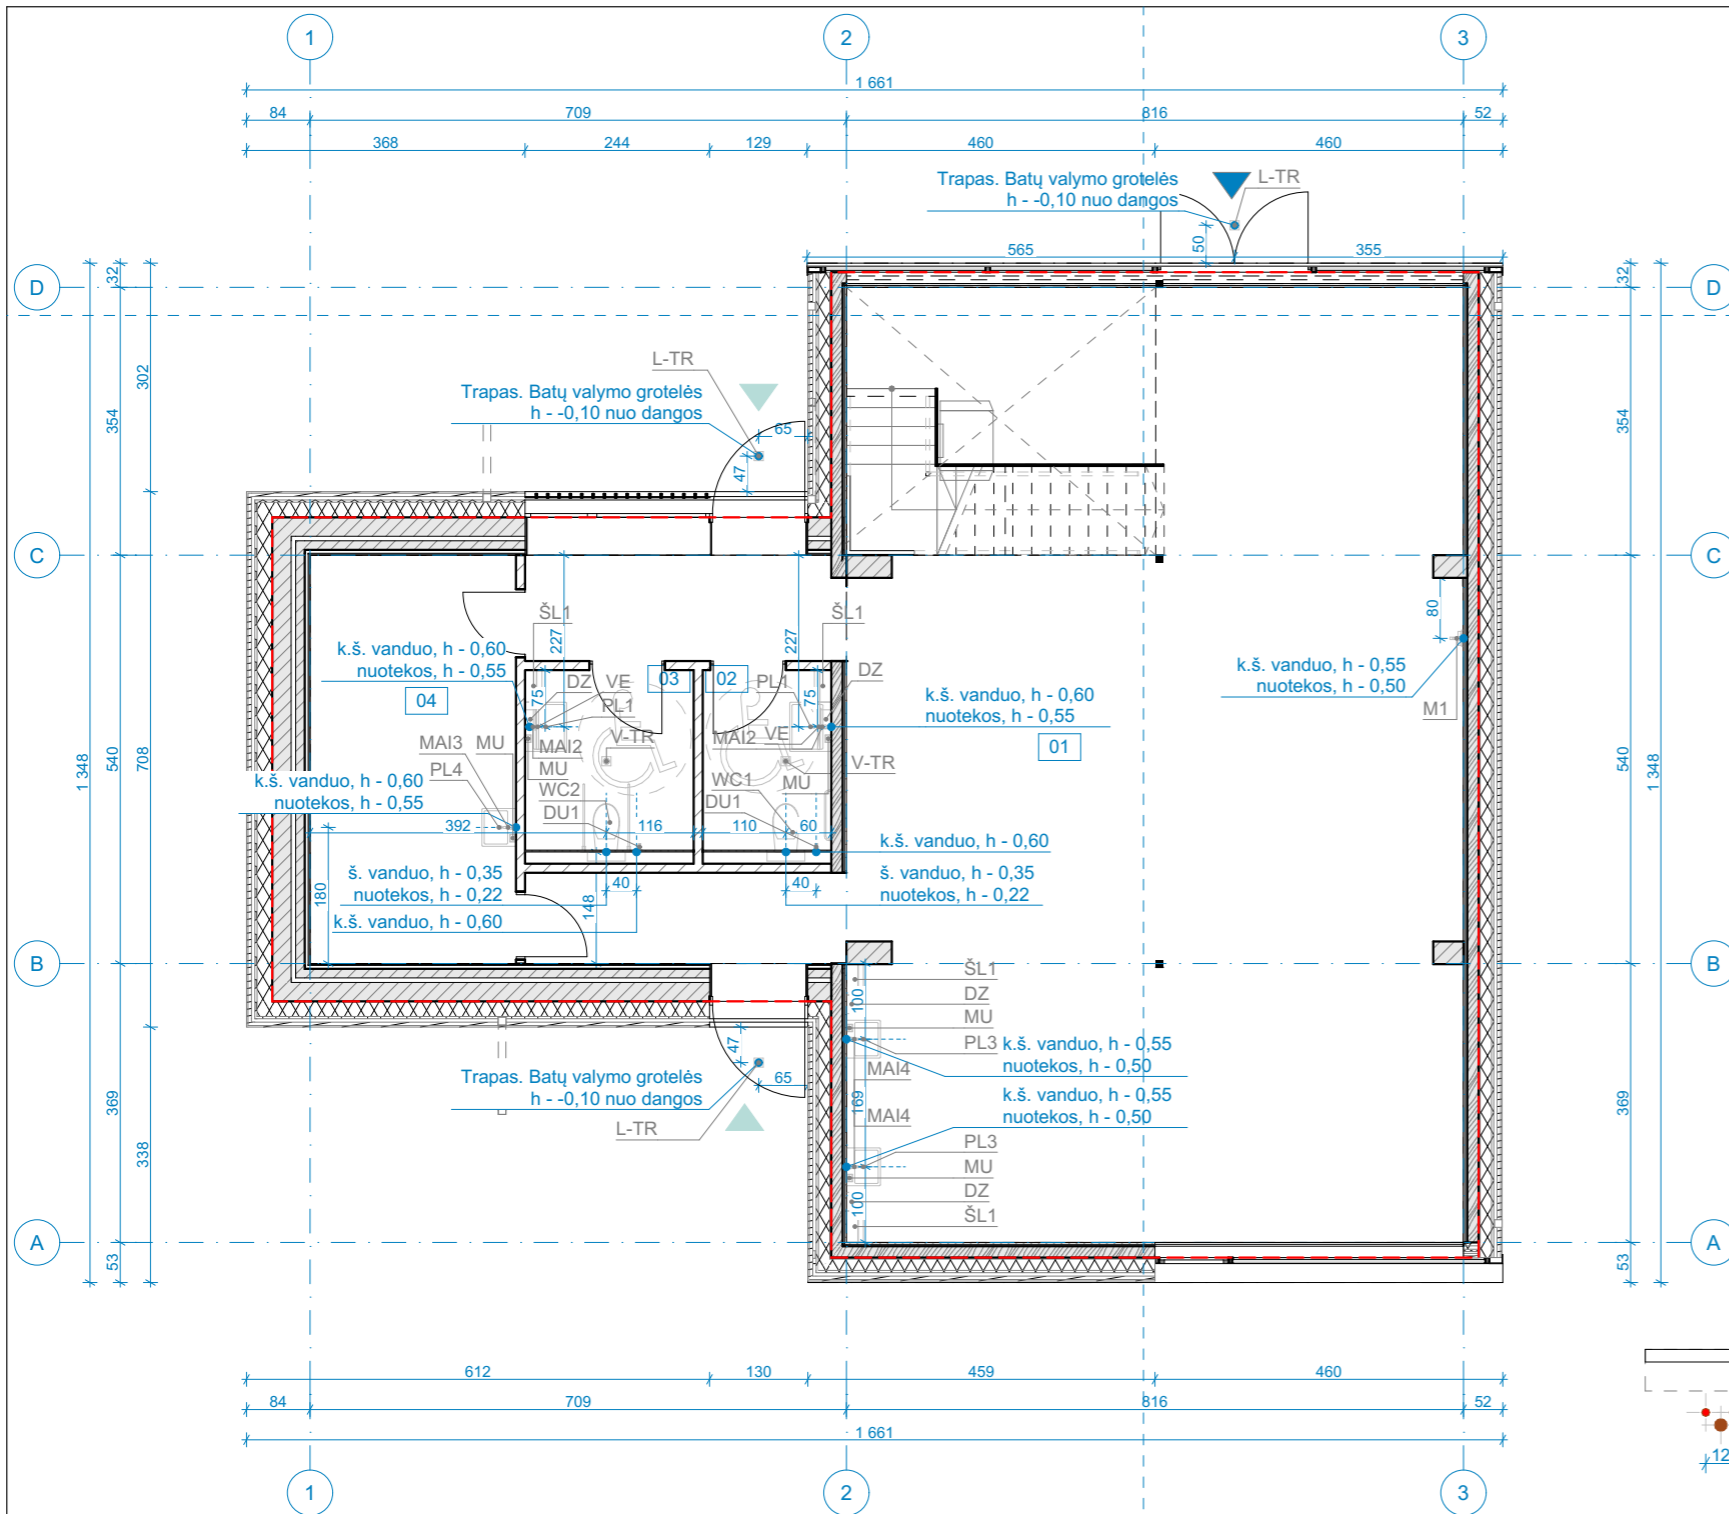 1
2
3
1 661
84
709
816
52
368
244
129
460
460
Trapas. Batų valymo grotelės
h - -0,10 nuo dangos
L-TR
50
565
355
D
D
32
32
32
302
354
354
L-TR
Trapas. Batų valymo grotelės
h - -0,10 nuo dangos
65
47
C
C
ŠL1
ŠL1
227
227
80
k.š. vanduo, h - 0,60
nuotekos, h - 0,55
04
DZ
VE
03
02
PL1
DZ
75
PL1
75
k.š. vanduo, h - 0,60
nuotekos, h - 0,55
k.š. vanduo, h - 0,55
nuotekos, h - 0,50
M1
01
MAI3
MU
MAI2
V-TR
MAI2
VE
V-TR
PL4
MU
WC1
MU
k.š. vanduo, h - 0,60
nuotekos, h - 0,55
WC2
DU1
DU1
1 348
540
708
540
1 348
392
116
110
60
k.š. vanduo, h - 0,60
š. vanduo, h - 0,35
nuotekos, h - 0,22
40
40
š. vanduo, h - 0,35
nuotekos, h - 0,22
180
148
k.š. vanduo, h - 0,60
B
B
ŠL1
100
DZ
MU
PL3
k.š. vanduo, h - 0,55
nuotekos, h - 0,50
MAI4
47
Trapas. Batų valymo grotelės
h - -0,10 nuo dangos
65
L-TR
169
k.š. vanduo, h - 0,55
nuotekos, h - 0,50
MAI4
369
338
369
PL3
MU
DZ
100
ŠL1
A
A
53
53
612
130
459
460
84
709
816
52
1 661
12
1
2
3